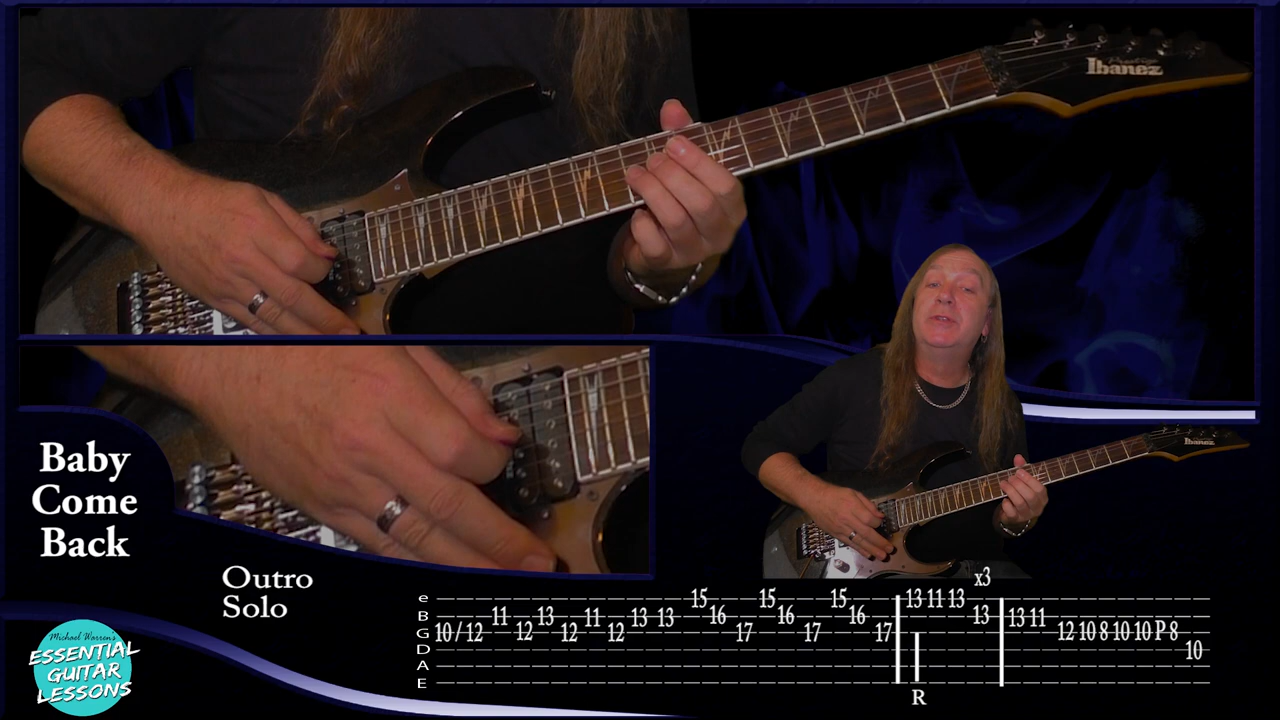 Prestige
Ibanez
Ibanez
Baby
Come
Back
Outro
Solo
x3
e
B
G
D
A
E
15 15 15 13 11 13
11 13 11 13 13 16 16 16 13 13 11
10 / 12 12 12 12 17 17 17 12 10 8 10 10 P 8
10
R
Michael Warren's
ESSENTIAL
GUITAR
LESSONS